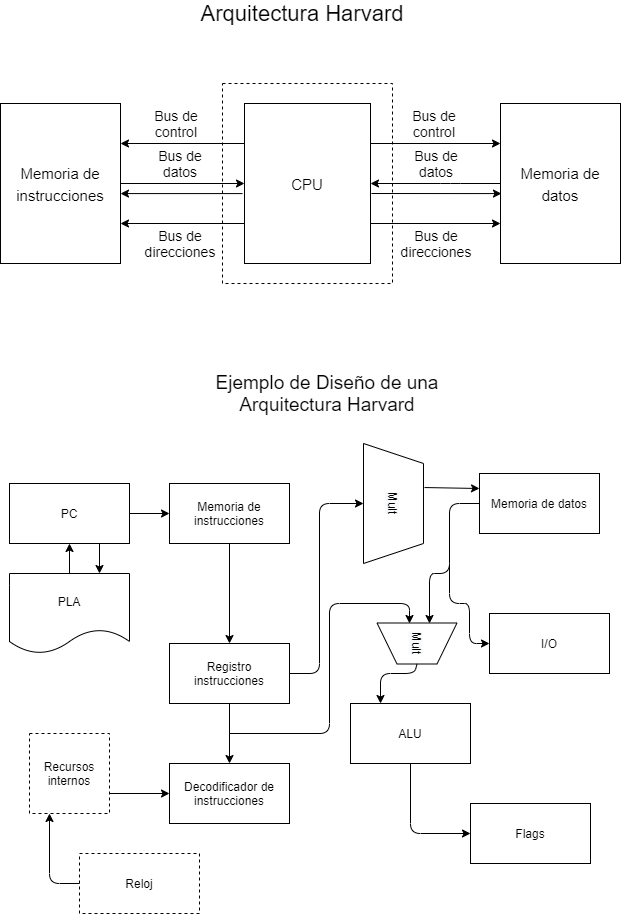 Arquitectura Harvard
Bus de
control
Bus de
control
Bus de
datos
Bus de
datos
Memoria de
instrucciones
CPU
Memoria de
datos
Bus de
direcciones
Bus de
direcciones
Ejemplo de Diseño de una
Arquitectura Harvard
PC
Memoria de
instrucciones
Mult
Memoria de datos
PLA
Registro
instrucciones
Mult
I/O
ALU
Recursos
internos
Decodificador de
instrucciones
Flags
Reloj